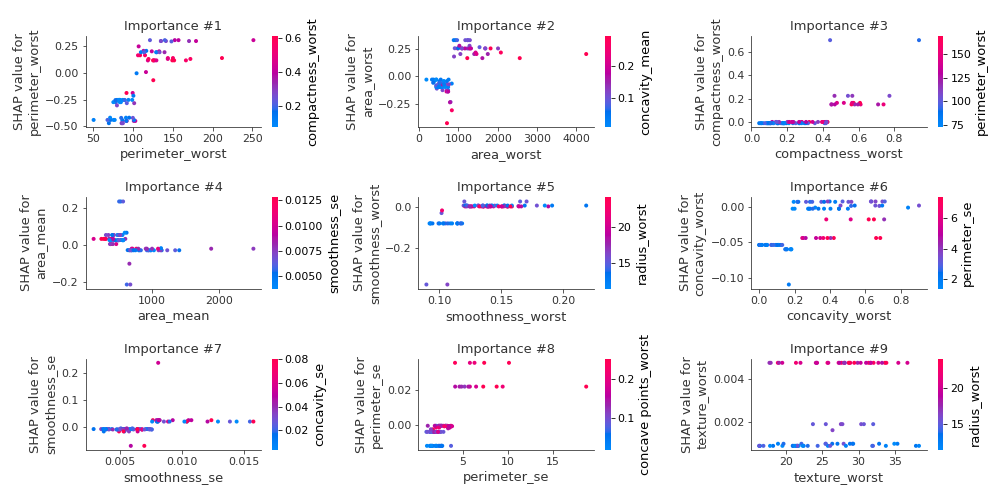 Importance #1
SHAP value for
perimeter_worst
0.25
0.00
−0.25
−0.50
50
100
150
200
250
perimeter_worst
0.6
0.4
0.2
compactness_worst
Importance #2
SHAP value for
area_worst
0.25
0.00
−0.25
0
1000
2000
3000
4000
area_worst
0.2
0.1
concavity_mean
Importance #3
SHAP value for
compactness_worst
0.6
0.4
0.2
0.0
0.0
0.2
0.4
0.6
0.8
compactness_worst
150
125
100
75
perimeter_worst
Importance #4
SHAP value for
area_mean
0.2
0.0
−0.2
1000
2000
area_mean
0.0125
0.0100
0.0075
0.0050
smoothness_se
Importance #5
SHAP value for
smoothness_worst
0.0
−0.2
0.10
0.15
0.20
smoothness_worst
20
15
radius_worst
Importance #6
SHAP value for
concavity_worst
0.00
−0.05
−0.10
0.0
0.2
0.4
0.6
0.8
concavity_worst
6
4
2
perimeter_se
Importance #7
SHAP value for
smoothness_se
0.2
0.1
0.0
0.005
0.010
0.015
smoothness_se
0.08
0.06
0.04
0.02
concavity_se
Importance #8
SHAP value for
perimeter_se
0.02
0.00
5
10
15
perimeter_se
0.2
0.1
concave points_worst
Importance #9
SHAP value for
texture_worst
0.004
0.002
20
25
30
35
texture_worst
20
15
radius_worst